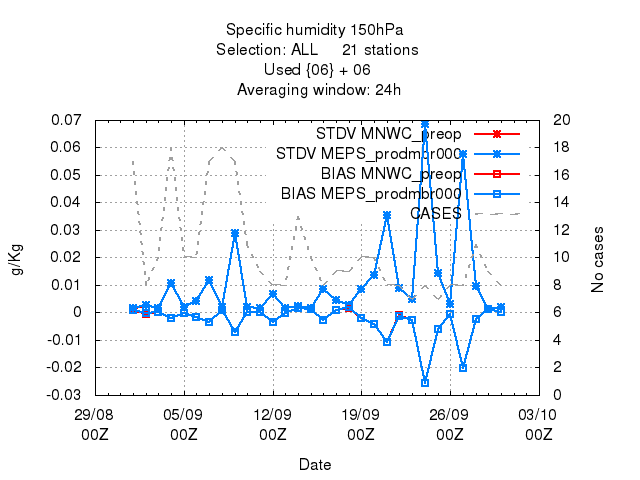 Specific humidity 150hPa
Selection: ALL 21 stations
Used {06} + 06
Averaging window: 24h
STDV MNWC_preop
STDV MEPS_prodmbr000
BIAS MNWC_preop
BIAS MEPS_prodmbr000
CASES
g/Kg
0.07
0.06
0.05
0.04
0.03
0.02
0.01
0
-0.01
-0.02
-0.03
No cases
20
18
16
14
12
10
8
6
4
2
0
29/08 05/09 12/09 19/09 26/09 03/10
00Z 00Z 00Z 00Z 00Z 00Z
Date